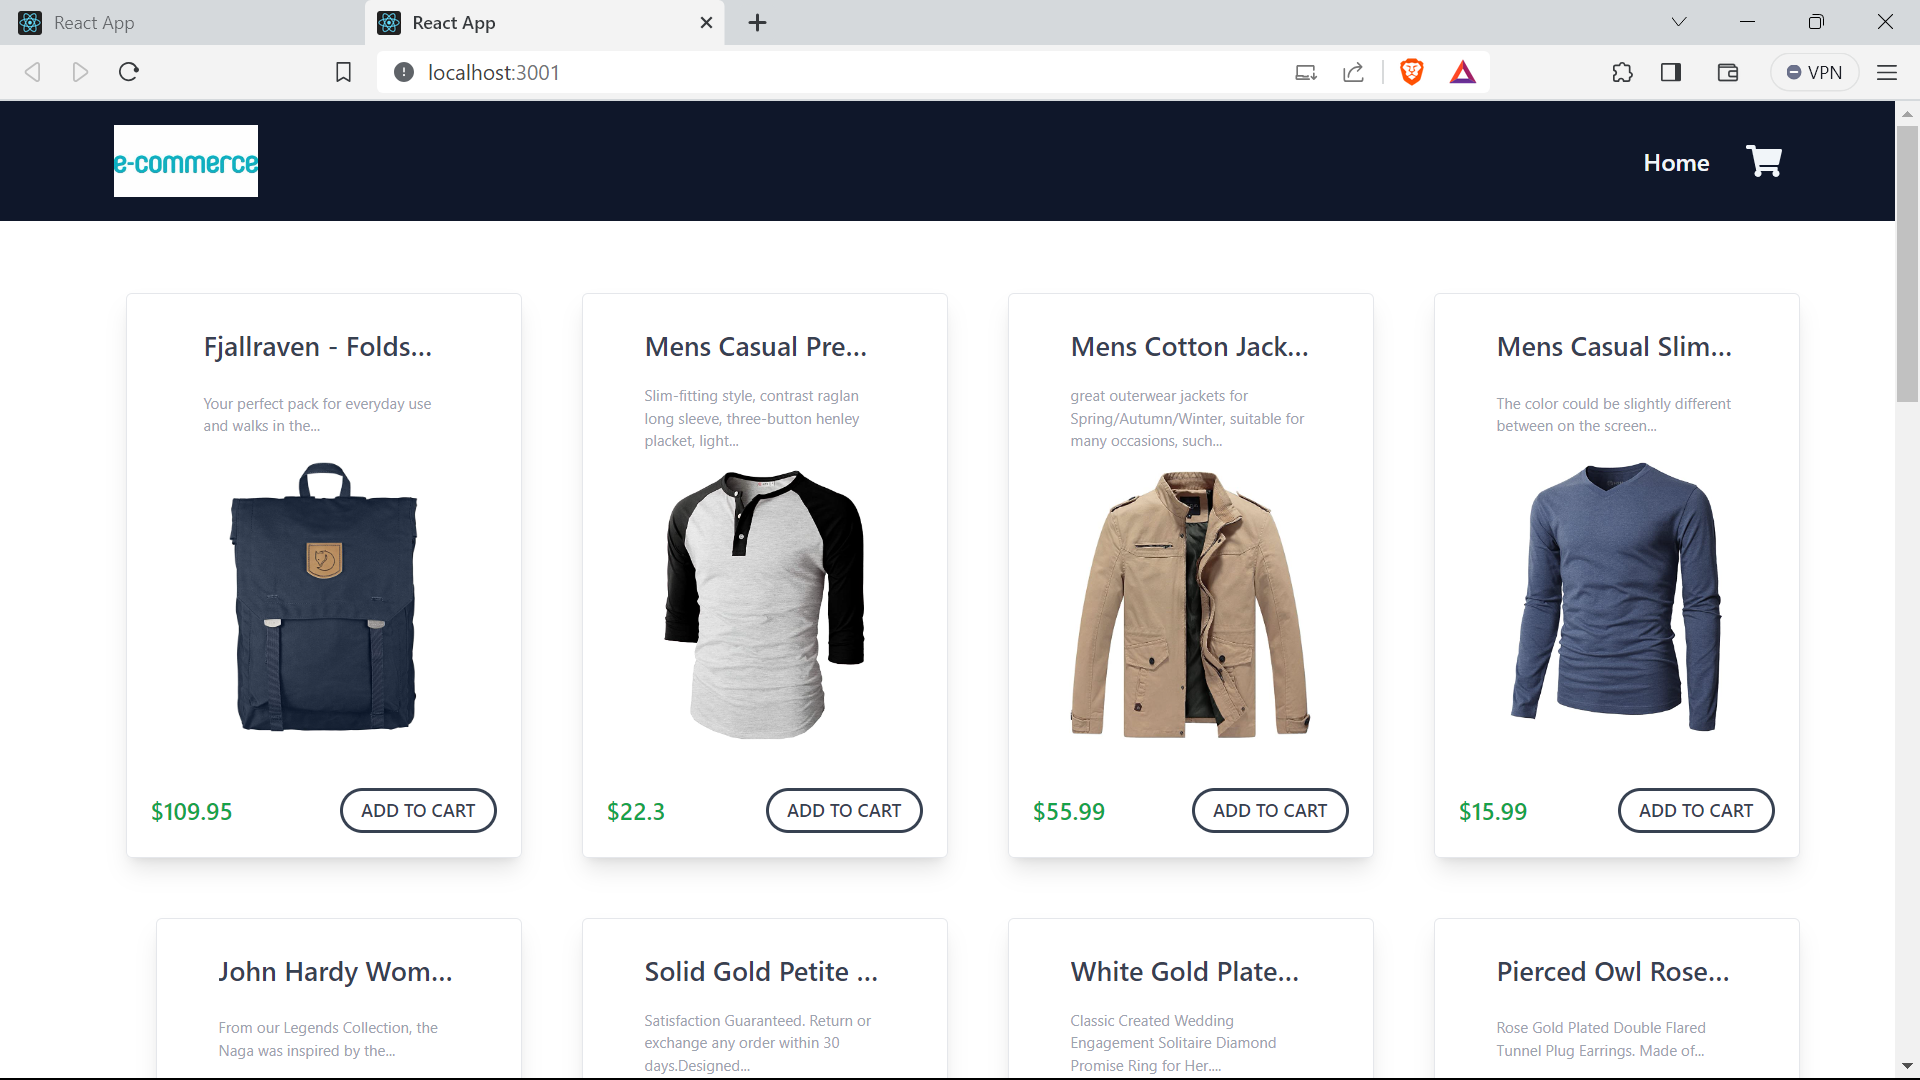 React App
React App
localhost:3001
VPN
e-commerce
Home
Fjallraven - Folds...
Your perfect pack for everyday use
and walks in the...
$109.95
ADD TO CART
Mens Casual Pre...
Slim-fitting style, contrast raglan
long sleeve, three-button henley
placket, light...
$22.3
ADD TO CART
Mens Cotton Jack...
great outerwear jackets for
Spring/Autumn/Winter, suitable for
many occasions, such...
$55.99
ADD TO CART
Mens Casual Slim...
The color could be slightly different
between on the screen...
$15.99
ADD TO CART
John Hardy Wom...
From our Legends Collection, the
Naga was inspired by the...
Solid Gold Petite ...
Satisfaction Guaranteed. Return or
exchange any order within 30
days.Designed...
White Gold Plate...
Classic Created Wedding
Engagement Solitaire Diamond
Promise Ring for Her....
Pierced Owl Rose...
Rose Gold Plated Double Flared
Tunnel Plug Earrings. Made of...